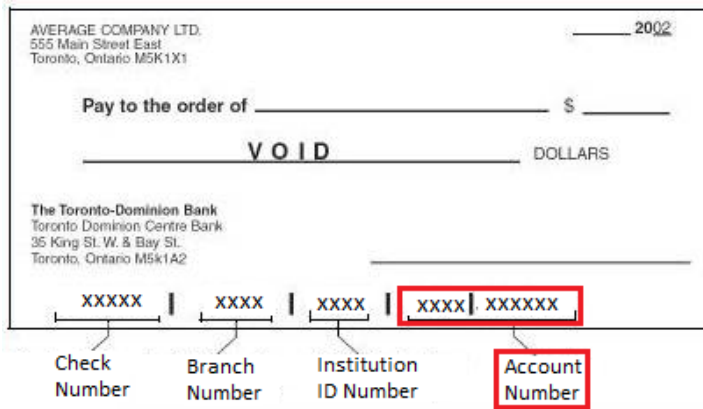 AVERAGE COMPANY LTD.
555 Main Street East
Toronto, Ontario M5K1X1
2002
Pay to the order of $
VOID DOLLARS
The Toronto-Dominion Bank
Toronto Dominion Centre Bank
35 King St. W. & Bay St.
Toronto, Ontario M5k1A2
XXXXX | XXXX | XXXX | XXXX | XXXXXX
Check Number
Branch Number
Institution ID Number
Account Number